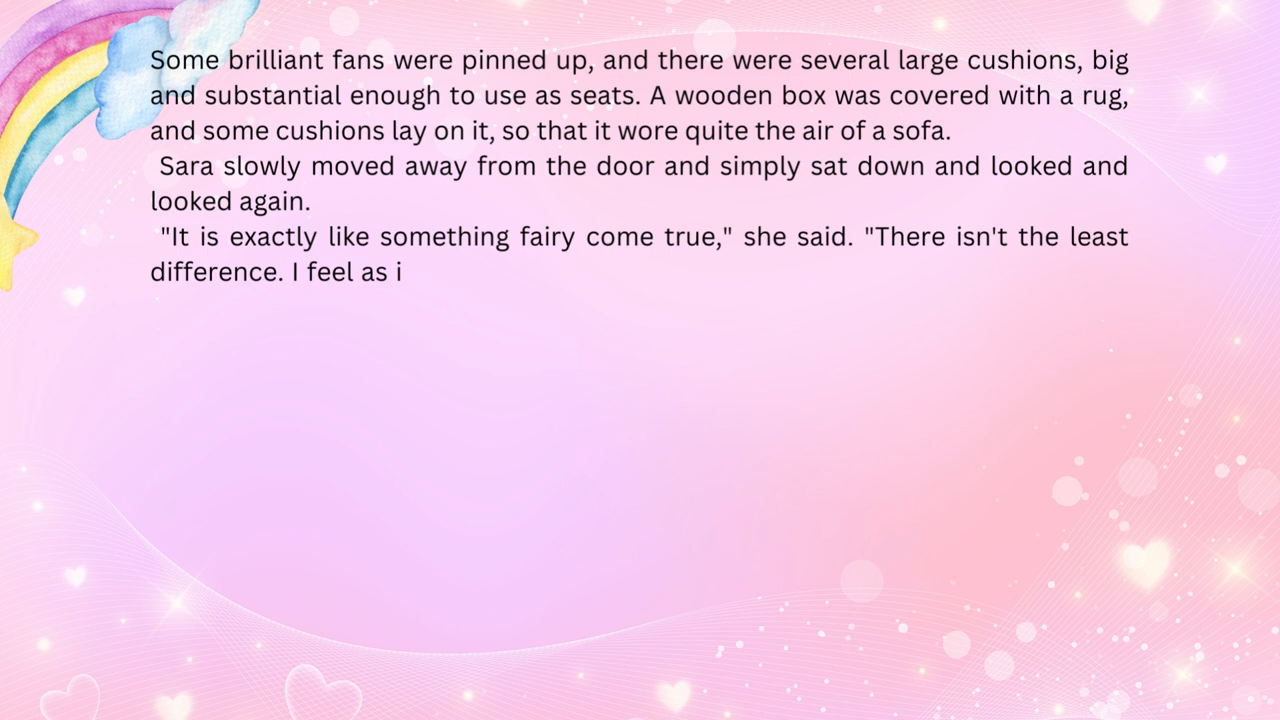 Some brilliant fans were pinned up, and there were several large cushions, big
and substantial enough to use as seats. A wooden box was covered with a rug,
and some cushions lay on it, so that it wore quite the air of a sofa.
Sara slowly moved away from the door and simply sat down and looked and
looked again.
"It is exactly like something fairy come true," she said. "There isn't the least
difference. I feel as i